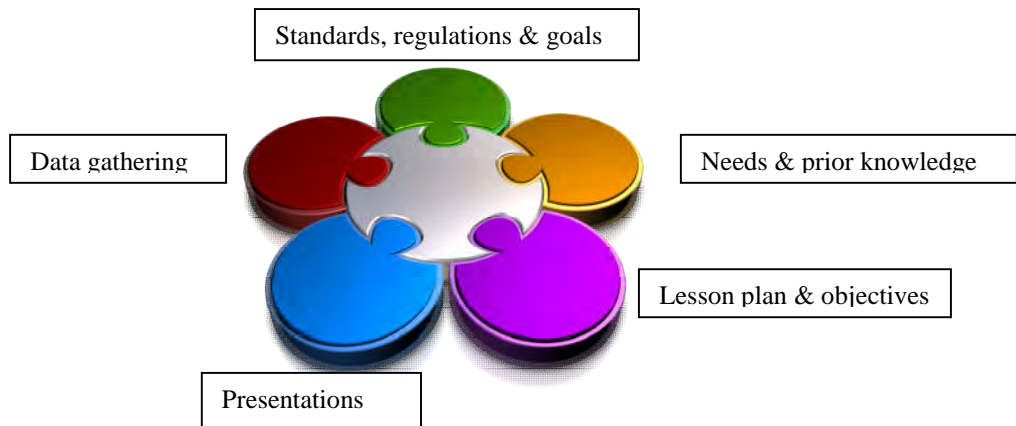 Standards, regulations & goals
Data gathering
Needs & prior knowledge
Lesson plan & objectives
Presentations